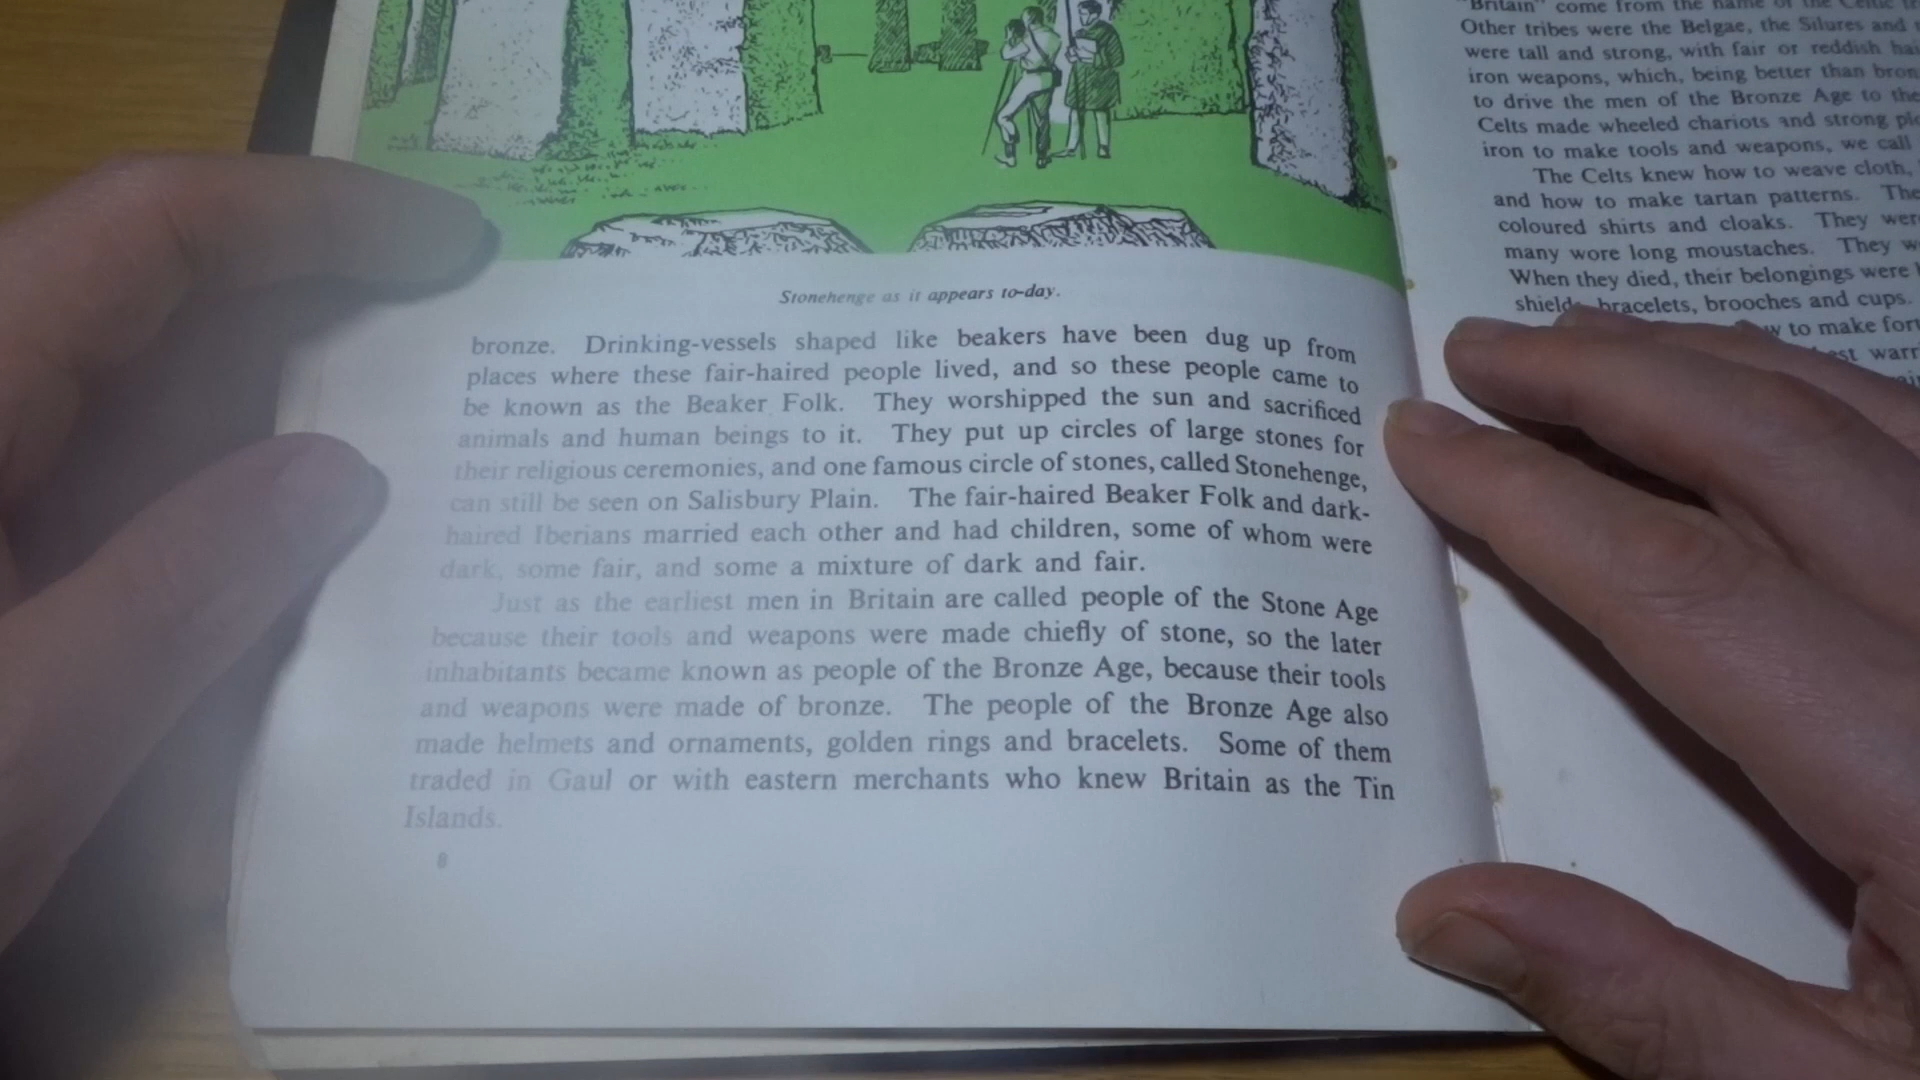 Stonehenge as it appears to-day.
bronze. Drinking-vessels shaped like beakers have been dug up from
places where these fair-haired people lived, and so these people came to
be known as the Beaker Folk. They worshipped the sun and sacrificed
animals and human beings to it. They put up circles of large stones for
their religious ceremonies, and one famous circle of stones, called Stonehenge,
can still be seen on Salisbury Plain. The fair-haired Beaker Folk and dark-
haired Iberians married each other and had children, some of whom were
dark, some fair, and some a mixture of dark and fair.
Just as the earliest men in Britain are called people of the Stone Age
because their tools and weapons were made chiefly of stone, so the later
inhabitants became known as people of the Bronze Age, because their tools
and weapons were made of bronze. The people of the Bronze Age also
made helmets and ornaments, golden rings and bracelets. Some of them
traded in Gaul or with eastern merchants who knew Britain as the Tin
Islands.
8
"Britain" come from the name of the Celtic
Other tribes were the Belgae, the Silures and
were tall and strong, with fair or reddish
iron weapons, which, being better than
to drive the men of the Bronze Age to the
Celts made wheeled chariots and strong
iron to make tools and weapons, we call
The Celts knew how to weave cloth,
and how to make tartan patterns.
coloured shirts and cloaks. They
many wore long moustaches. They
When they died, their belongings were
bracelets, brooches and cups.
to make